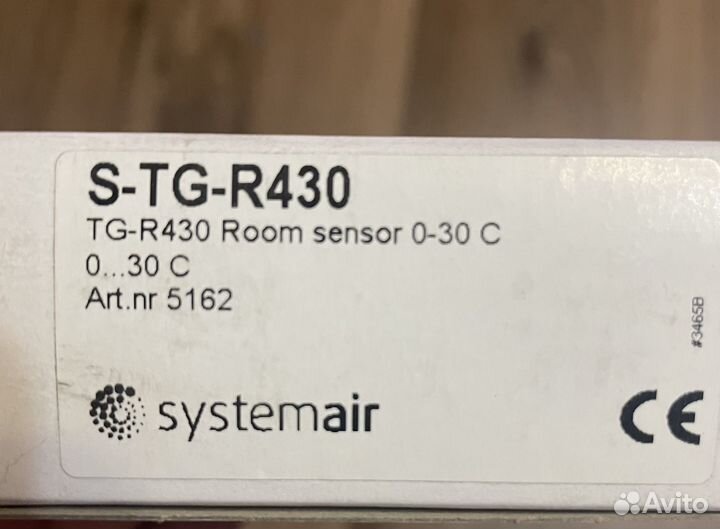 S-TG-R430
TG-R430 Room sensor 0-30 C
0...30 C
Art.nr 5162
#3465B
systemair
CE
Avito